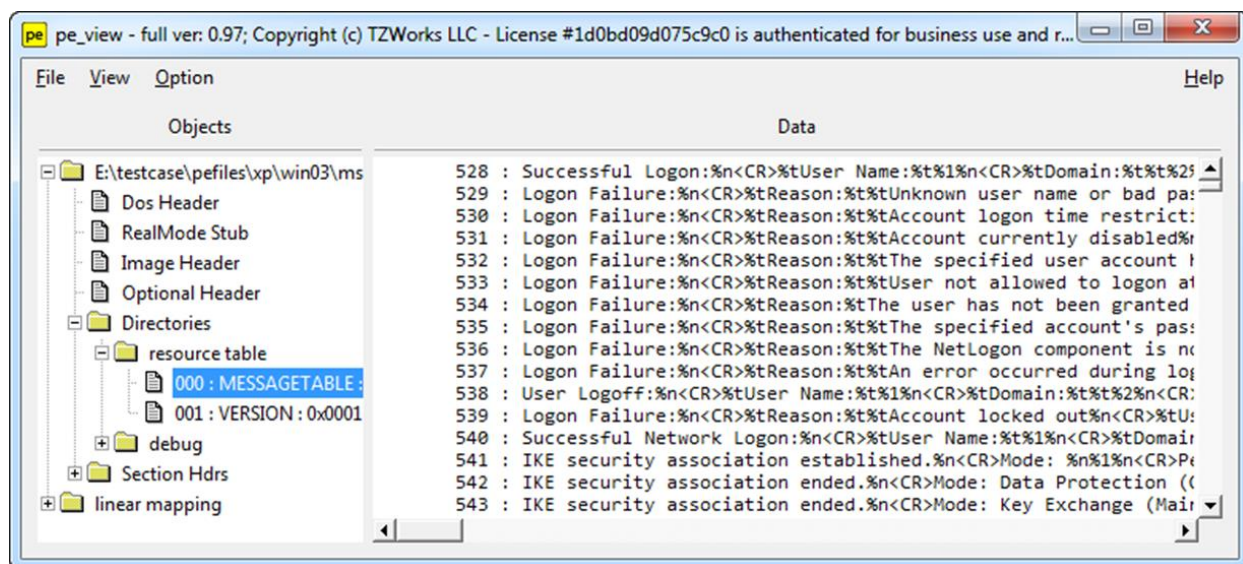 pe pe_view - full ver: 0.97; Copyright (c) TZWorks LLC - License #1d0bd09d075c9c0 is authenticated for business use and r...
File View Option Help
Objects
Data
E:\testcase\pefiles\xp\win03\ms
Dos Header
RealMode Stub
Image Header
Optional Header
Directories
resource table
000 : MESSAGETABLE :
001 : VERSION : 0x0001
debug
Section Hdrs
linear mapping
528 : Successful Logon:%n<CR>%tUser Name:%t%1%n<CR>%tDomain:%t%t%2%
529 : Logon Failure:%n<CR>%tReason:%t%tUnknown user name or bad pas
530 : Logon Failure:%n<CR>%tReason:%t%tAccount logon time restricti
531 : Logon Failure:%n<CR>%tReason:%t%tAccount currently disabled%n
532 : Logon Failure:%n<CR>%tReason:%t%tThe specified user account
533 : Logon Failure:%n<CR>%tReason:%t%tUser not allowed to logon at
534 : Logon Failure:%n<CR>%tReason:%tThe user has not been granted
535 : Logon Failure:%n<CR>%tReason:%t%tThe specified account's pass
536 : Logon Failure:%n<CR>%tReason:%t%tThe NetLogon component is no
537 : Logon Failure:%n<CR>%tReason:%t%tAn error occurred during log
538 : User Logoff:%n<CR>%tUser Name:%t%1%n<CR>%tDomain:%t%t%2%n<CR>
539 : Logon Failure:%n<CR>%tReason:%t%tAccount locked out%n<CR>%tUs
540 : Successful Network Logon:%n<CR>%tUser Name:%t%1%n<CR>%tDomain
541 : IKE security association established.%n<CR>Mode: %n%1%n<CR>Pe
542 : IKE security association ended.%n<CR>Mode: Data Protection (
543 : IKE security association ended.%n<CR>Mode: Key Exchange (Main